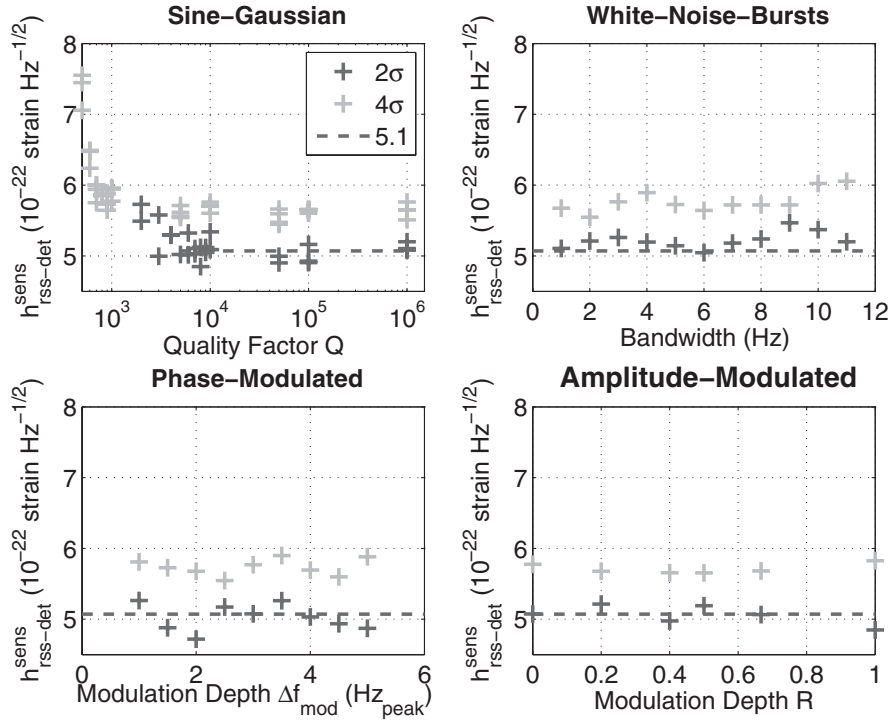 Sine−Gaussian
h^sens_rss−det (10^−22 strain Hz^−1/2)
8
7
6
5
10^3 10^4 10^5 10^6
Quality Factor Q
2σ
4σ
5.1
White−Noise−Bursts
h^sens_rss−det (10^−22 strain Hz^−1/2)
8
7
6
5
0 2 4 6 8 10 12
Bandwidth (Hz)
Phase−Modulated
h^sens_rss−det (10^−22 strain Hz^−1/2)
8
7
6
5
0 2 4 6
Modulation Depth Δf_mod (Hz_peak)
Amplitude−Modulated
h^sens_rss−det (10^−22 strain Hz^−1/2)
8
7
6
5
0 0.2 0.4 0.6 0.8 1
Modulation Depth R